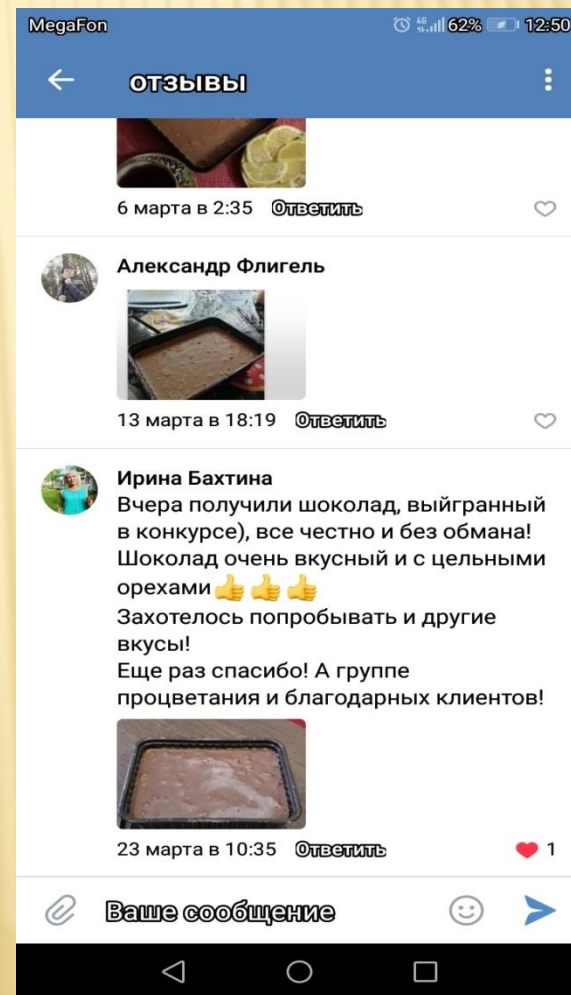 MegaFon 4G 62% 12:50
отзывы
6 марта в 2:35 Ответить
Александр Флигель
13 марта в 18:19 Ответить
Ирина Бахтина
Вчера получили шоколад, выйгранный
в конкурсе), все честно и без обмана!
Шоколад очень вкусный и с цельными
орехами👍👍👍
Захотелось попробывать и другие
вкусы!
Еще раз спасибо! А группе
процветания и благодарных клиентов!
23 марта в 10:35 Ответить 1
Ваше сообщение